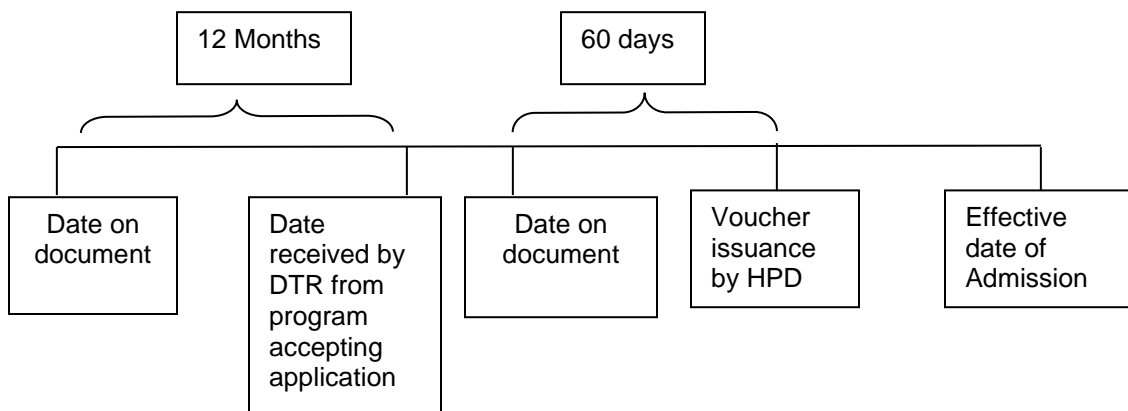 12 Months
60 days
Date on
document
Date
received by
DTR from
program
accepting
application
Date on
document
Voucher
issuance
by HPD
Effective
date of
Admission